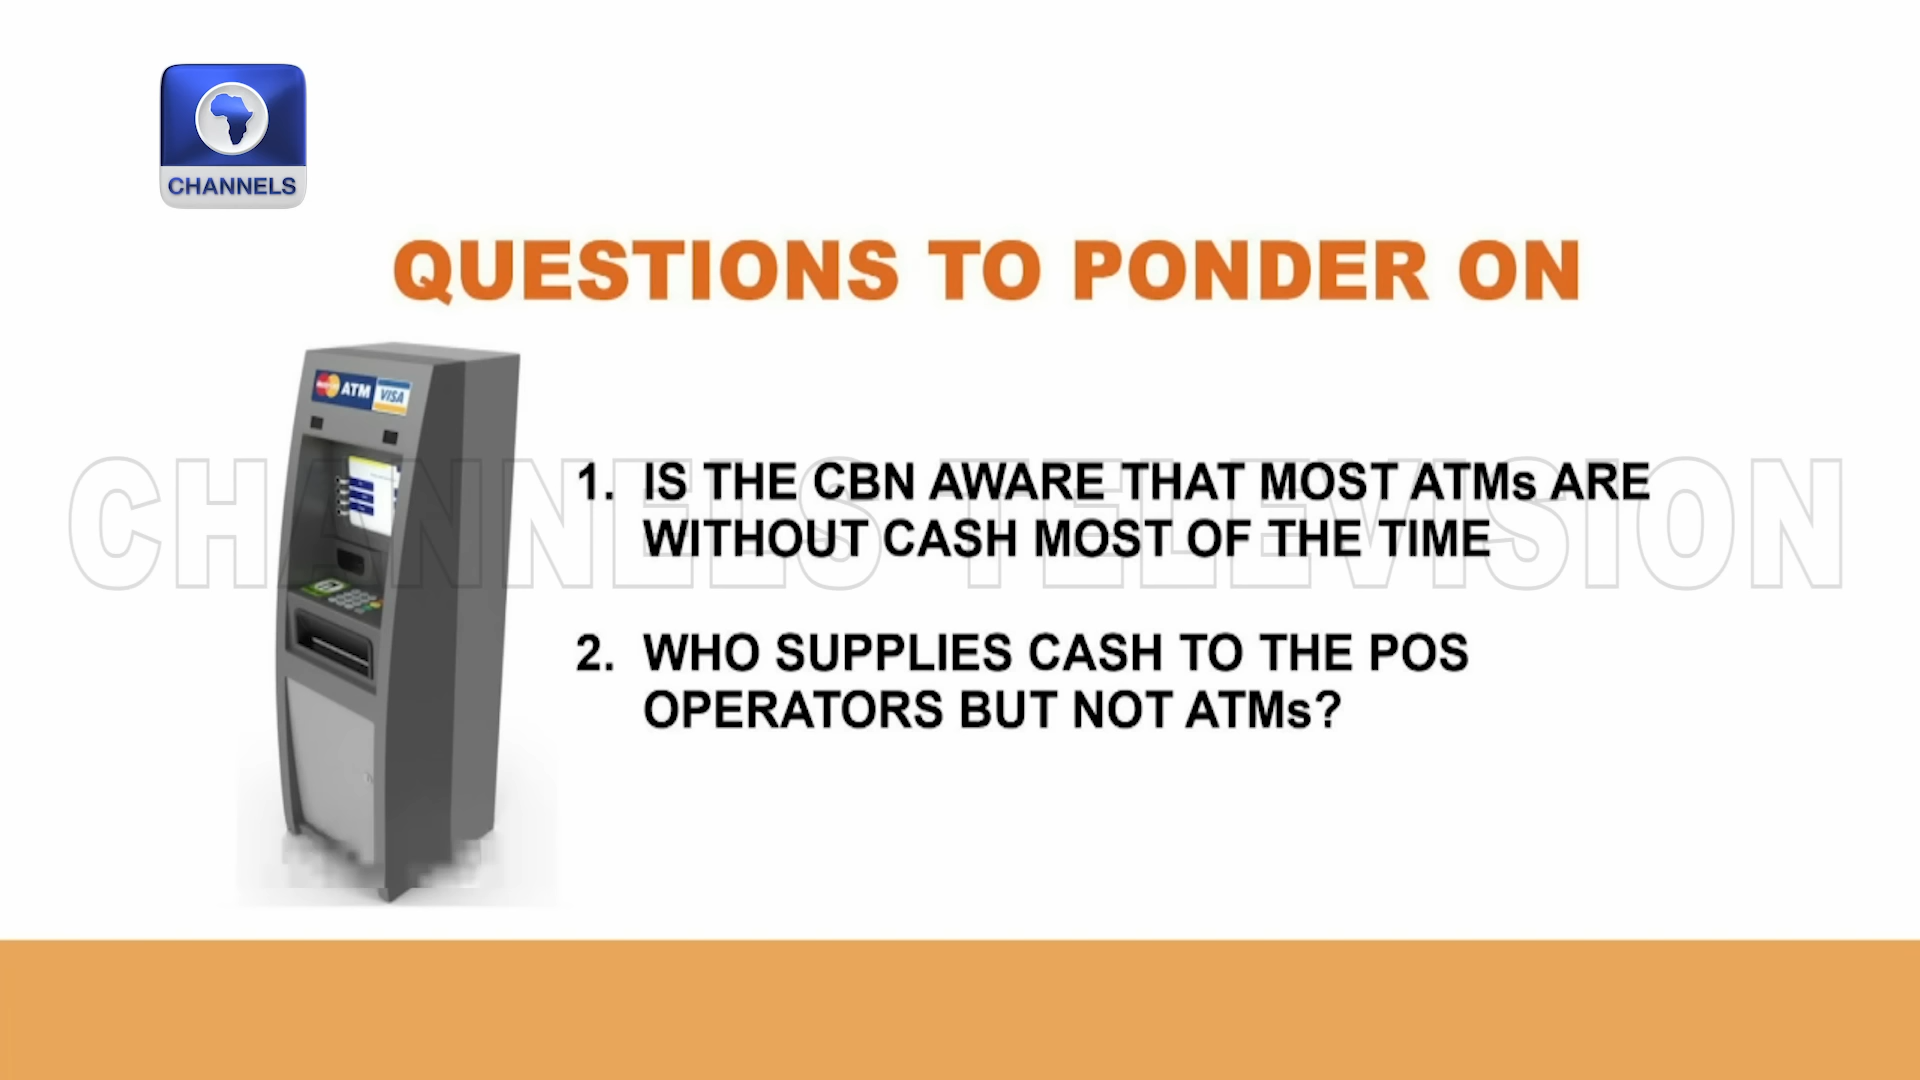 CHANNELS
QUESTIONS TO PONDER ON
ATM VISA
CHANNELS TELEVISION
1. IS THE CBN AWARE THAT MOST ATMs ARE
WITHOUT CASH MOST OF THE TIME
2. WHO SUPPLIES CASH TO THE POS
OPERATORS BUT NOT ATMs?